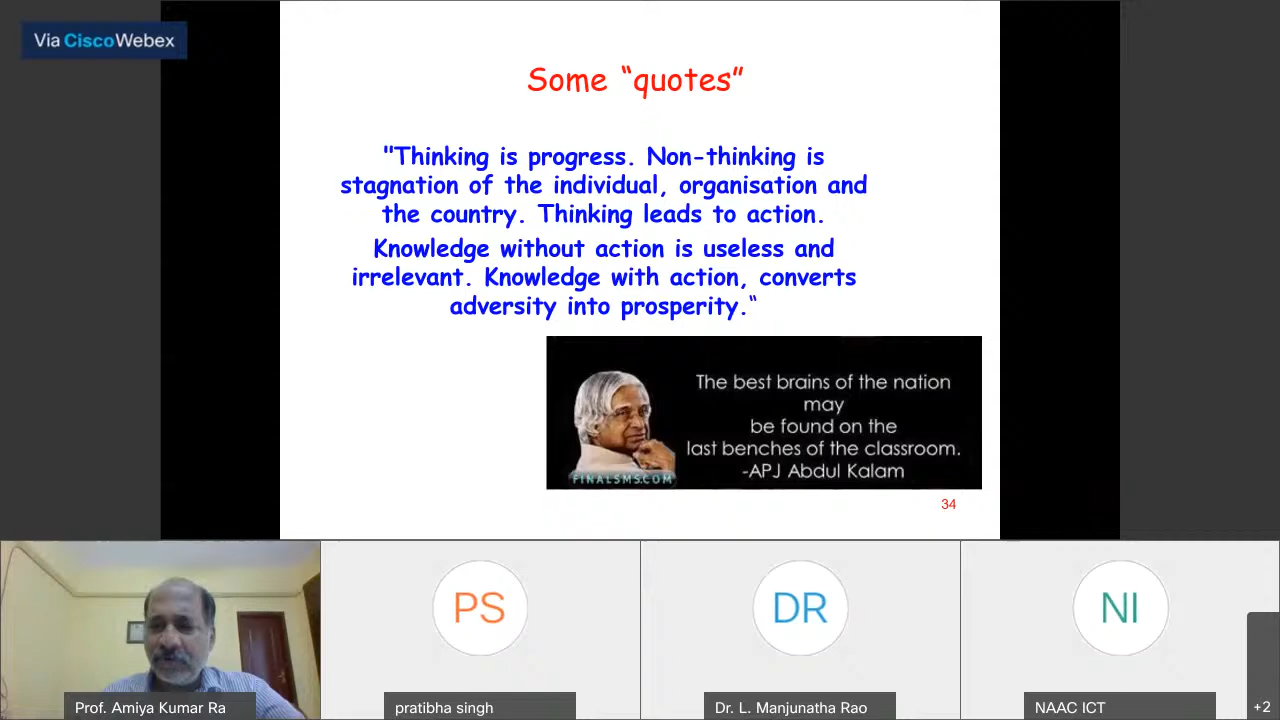 Via CiscoWebex
Some “quotes”
"Thinking is progress. Non-thinking is
stagnation of the individual, organisation and
the country. Thinking leads to action.
Knowledge without action is useless and
irrelevant. Knowledge with action, converts
adversity into prosperity.“
The best brains of the nation
may
be found on the
last benches of the classroom.
-APJ Abdul Kalam
FINALSMS.COM
34
PS
DR
NI
Prof. Amiya Kumar Ra
pratibha singh
Dr. L. Manjunatha Rao
NAAC ICT
+2